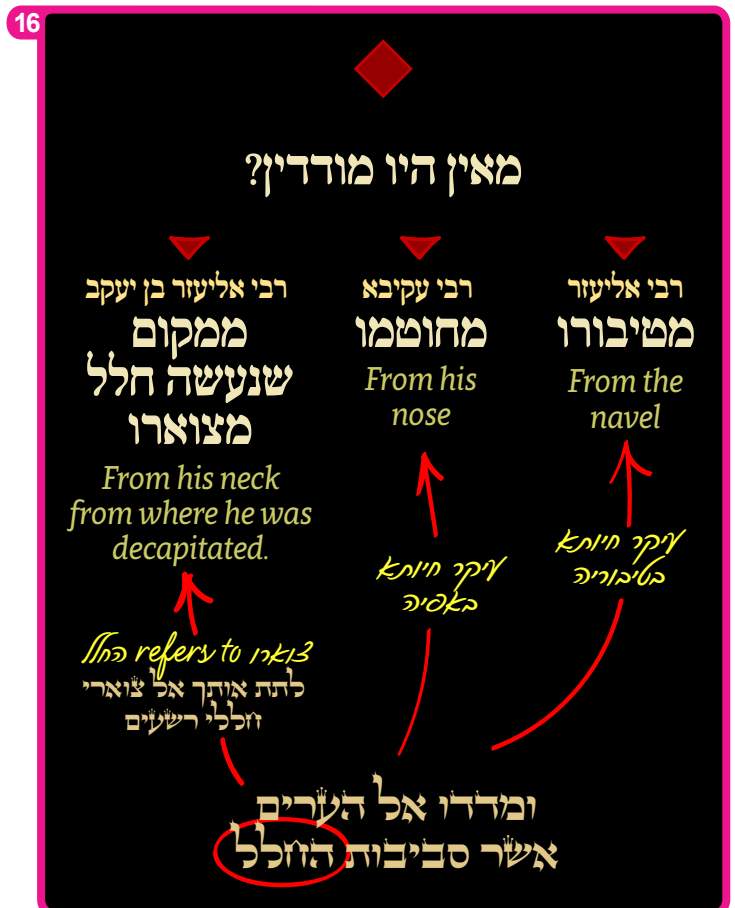 16
מאין היו מודדין?
רבי אליעזר
מטיבורו
From the
navel
עיקר חיותא
בטיבוריה
רבי עקיבא
מחוטמו
From his
nose
עיקר חיותא
באפיה
רבי אליעזר בן יעקב
ממקום
שנעשה חלל
מצוארו
From his neck
from where he was
decapitated.
צוארו refers to החלל
לתת אותך אל צוארי
חללי רשעים
ומדדו אל הערים
אשר סביבות החלל